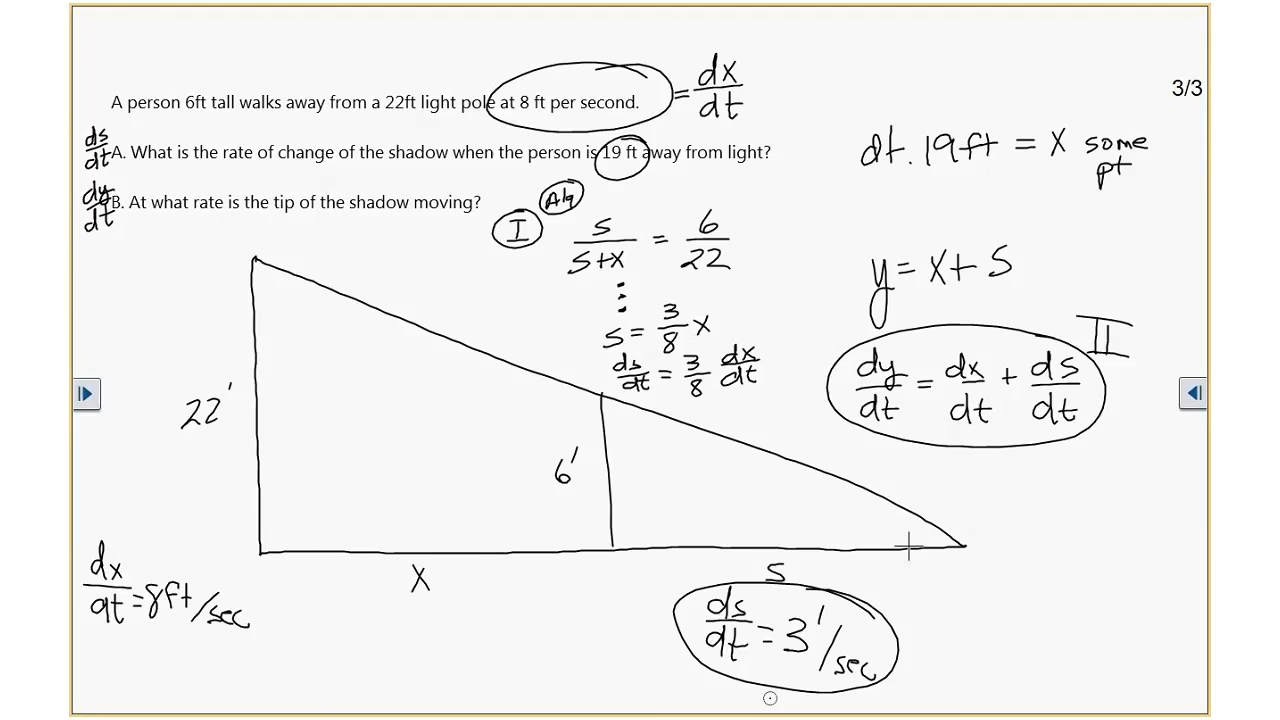 3/3
A person 6ft tall walks away from a 22ft light pole at 8 ft per second. = dx/dt
ds/dt A. What is the rate of change of the shadow when the person is 19 ft away from light?
dt. 19ft = x some pt
dy/dt B. At what rate is the tip of the shadow moving?
I Alg
s/(s+x) = 6/22
y = x + s
⋮
s = 3/8 x
II
ds/dt = 3/8 dx/dt
dy/dt = dx/dt + ds/dt
22'
6'
x
s
dx/dt = 8ft/sec
ds/dt = 3'/sec